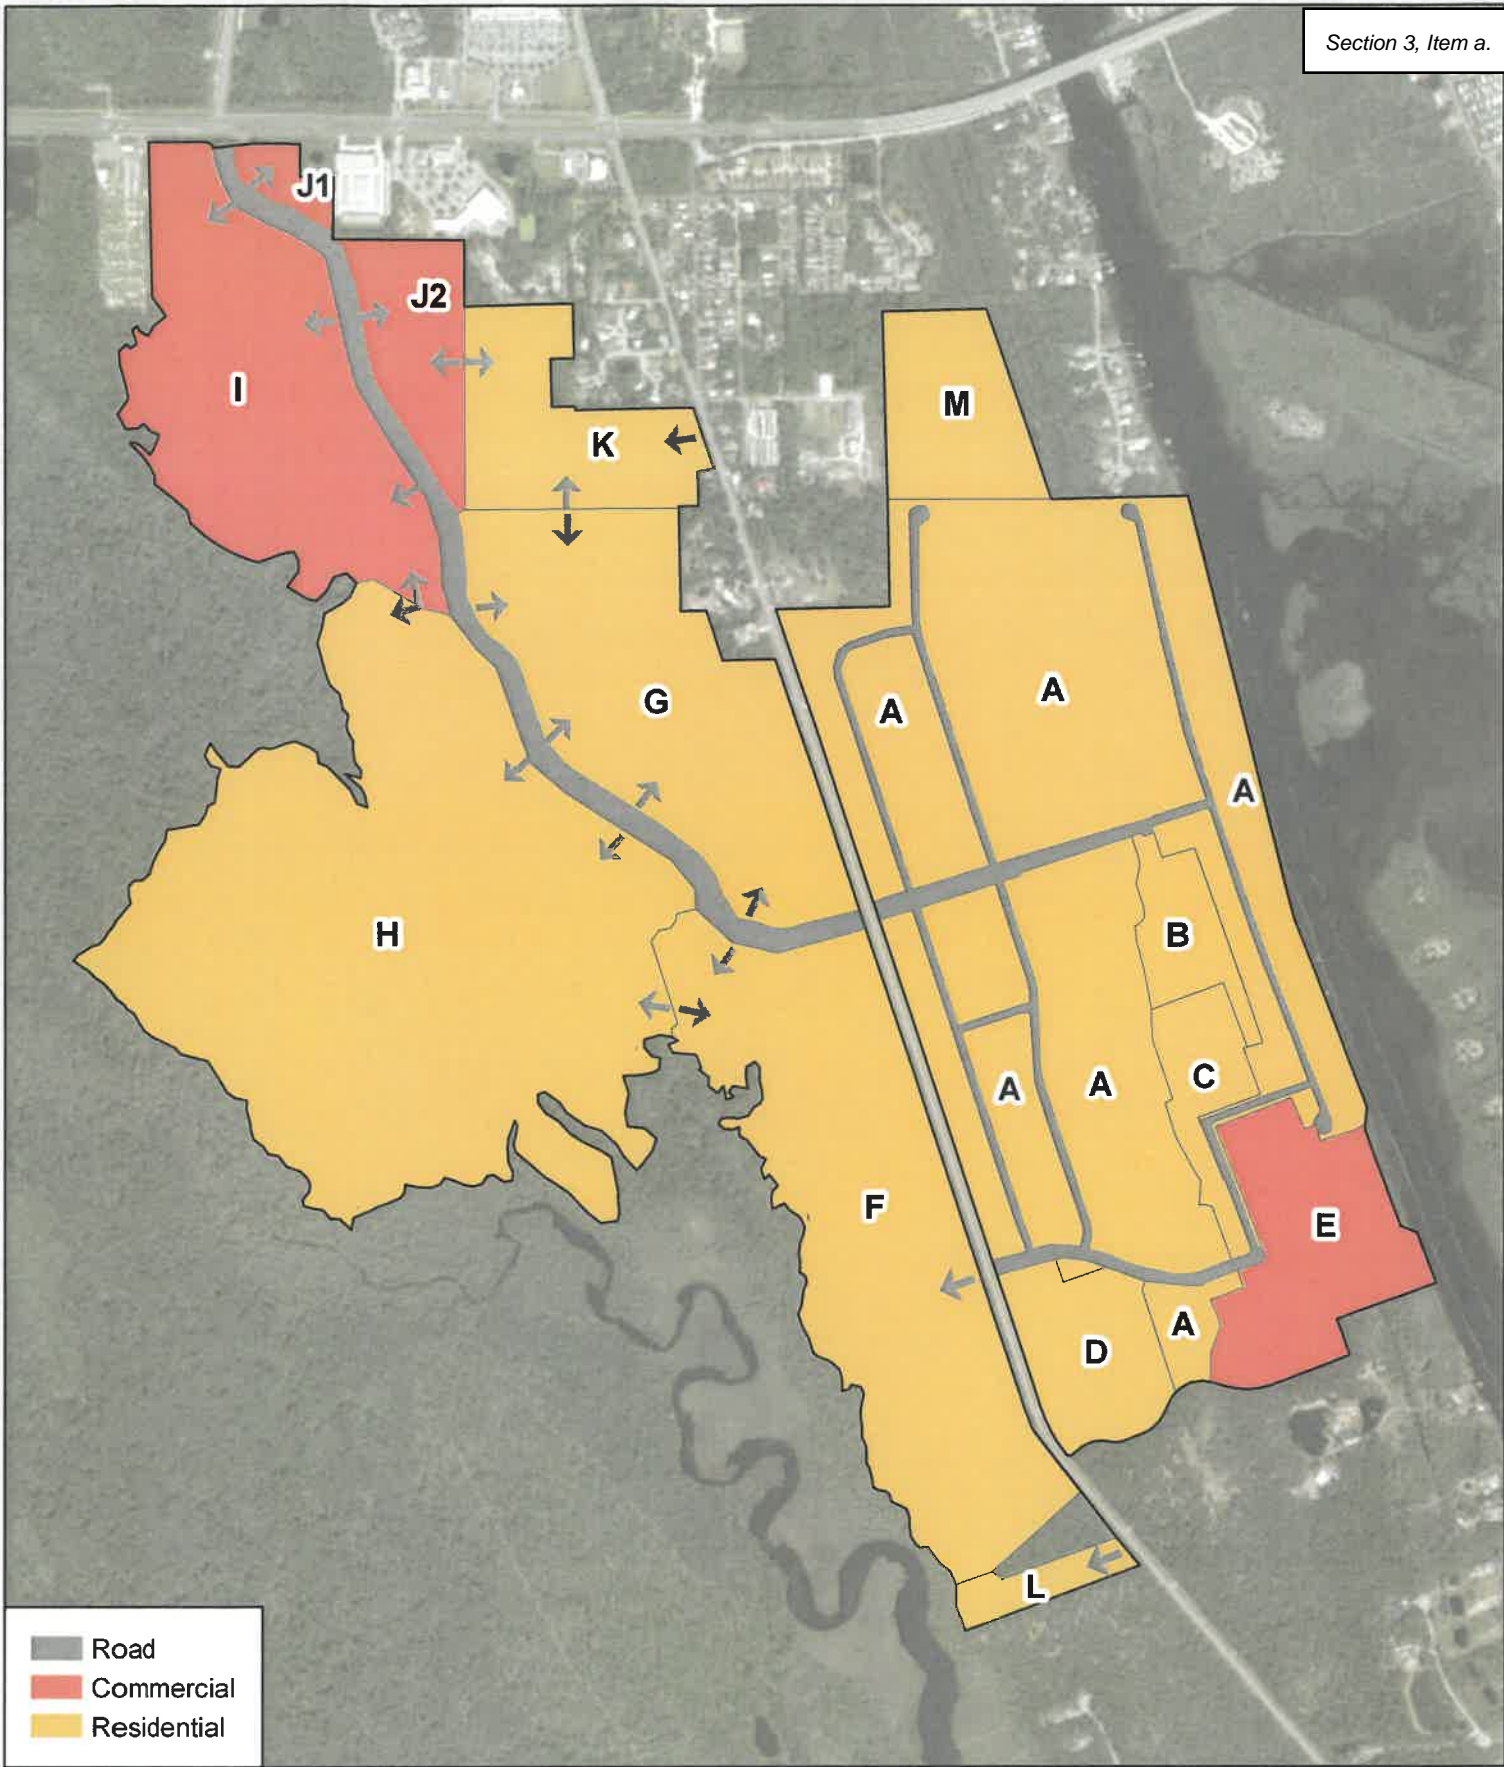 Section 3, Item a.
J1
J2
I
M
K
A
G
A
A
H
B
C
A
A
F
E
A
D
L
Road
Commercial
Residential